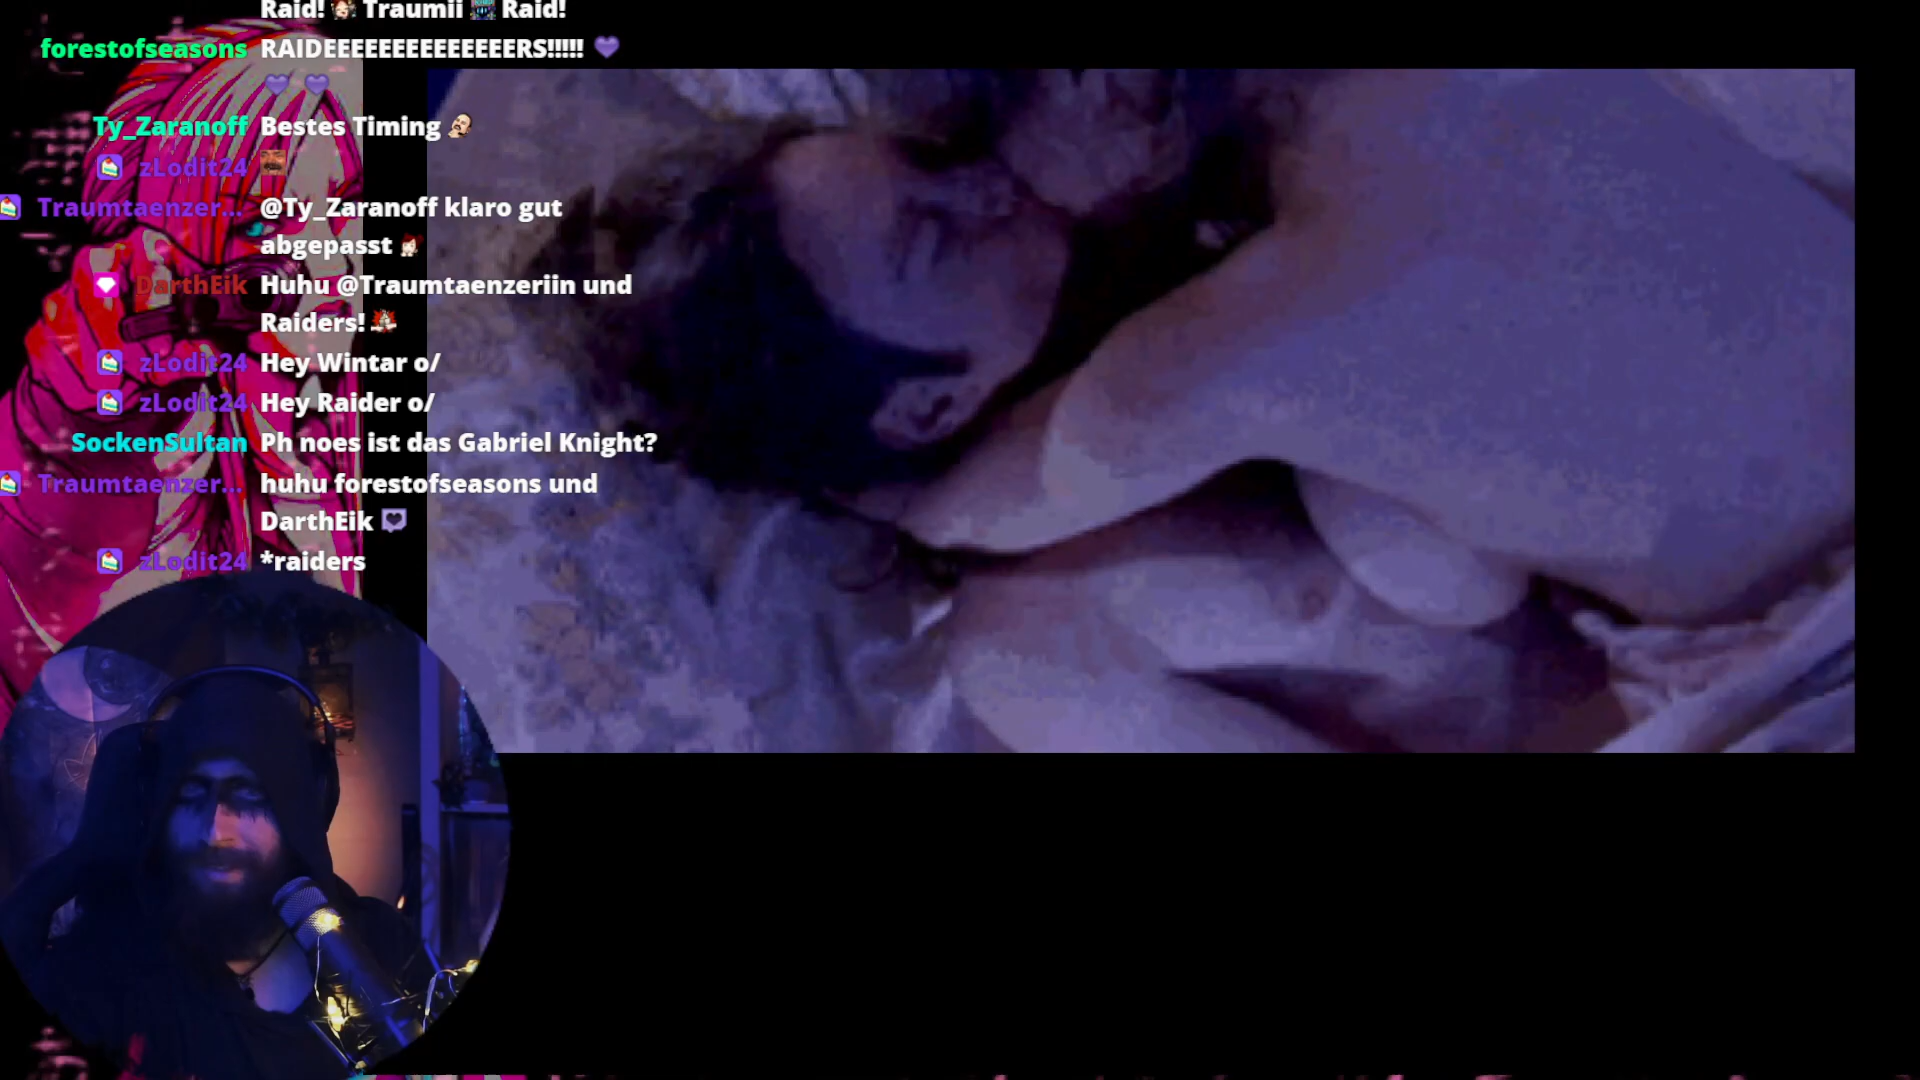 Raid! Traumii Raid!
forestofseasons RAIDEEEEEEEEEEEEEERS!!!!!
Ty_Zaranoff Bestes Timing
zLodit24
Traumtaenzer... @Ty_Zaranoff klaro gut
abgepasst
DarthEik Huhu @Traumtaenzeriin und
Raiders!
zLodit24 Hey Wintar o/
zLodit24 Hey Raider o/
SockenSultan Ph noes ist das Gabriel Knight?
Traumtaenzer... huhu forestofseasons und
DarthEik
zLodit24 *raiders